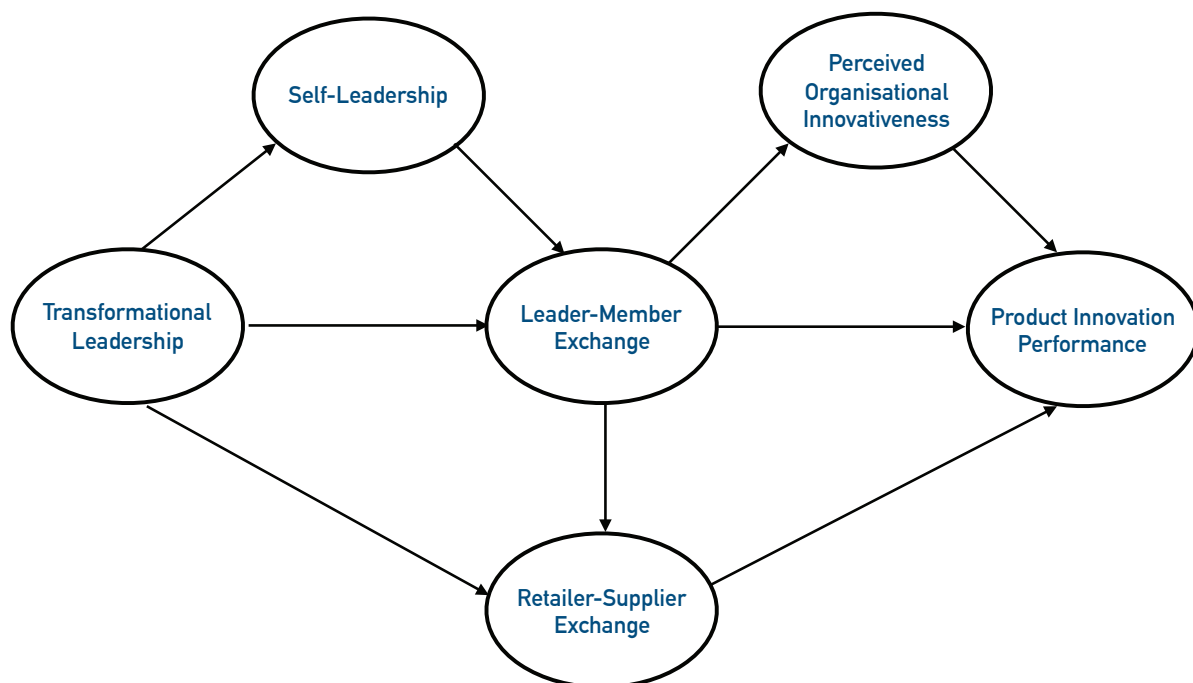 Self-Leadership
Perceived
Organisational
Innovativeness
Transformational
Leadership
Leader-Member
Exchange
Product Innovation
Performance
Retailer-Supplier
Exchange